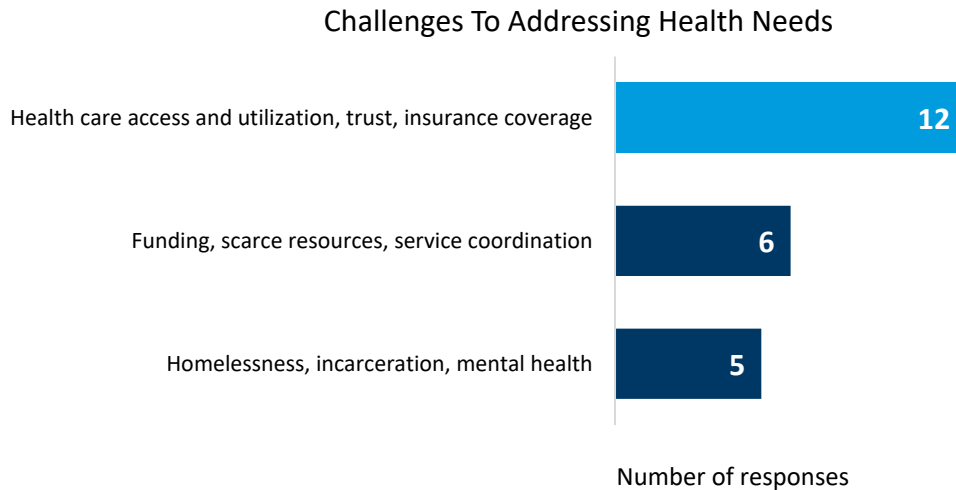 Challenges To Addressing Health Needs
Health care access and utilization, trust, insurance coverage
12
Funding, scarce resources, service coordination
6
Homelessness, incarceration, mental health
5
Number of responses